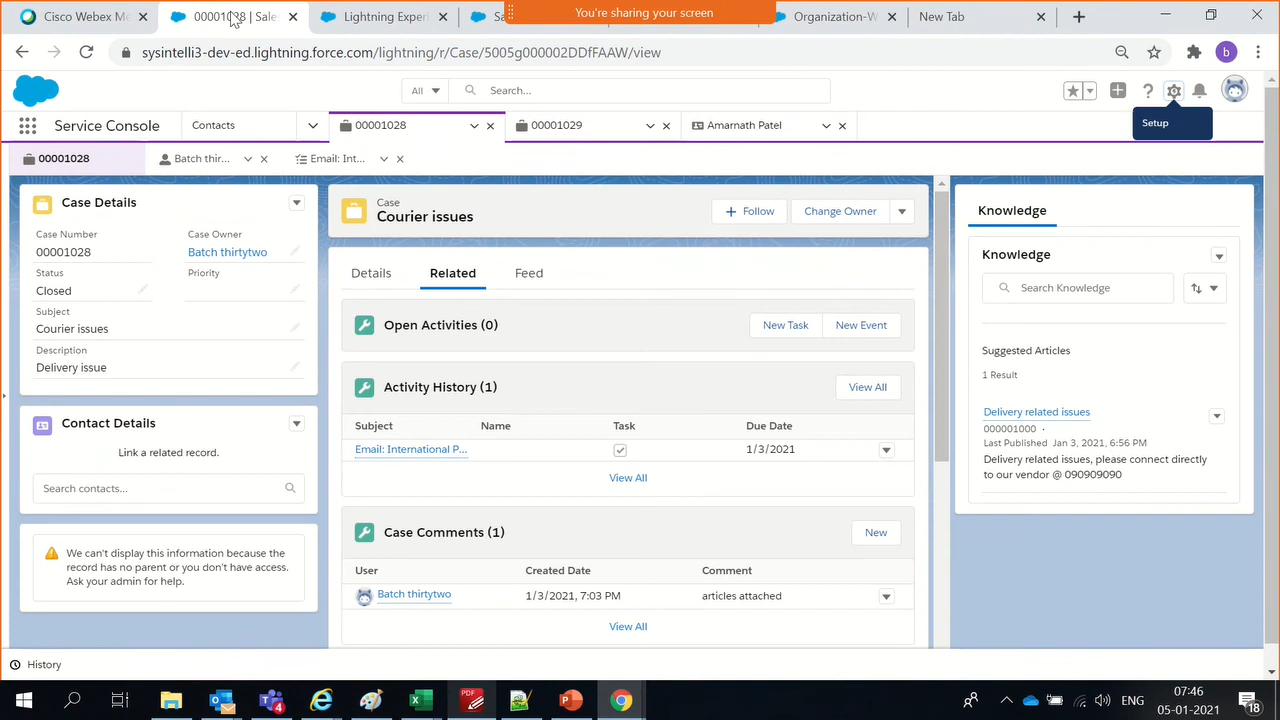 You're sharing your screen
Cisco Webex Me
00001028 | Sale
Lightning Experi
Sa
Organization-W
New Tab
sysintelli3-dev-ed.lightning.force.com/lightning/r/Case/5005g000002DDfFAAW/view
b
All
Search...
Setup
Service Console
Contacts
00001028
00001029
Amarnath Patel
00001028
Batch thir...
Email: Int...
Case Details
Case Number
Case Owner
00001028
Batch thirtytwo
Status
Priority
Closed
Subject
Courier issues
Description
Delivery issue
Contact Details
Link a related record.
Search contacts...
We can't display this information because the
record has no parent or you don't have access.
Ask your admin for help.
Case
Courier issues
Follow
Change Owner
Details
Related
Feed
Open Activities (0)
New Task
New Event
Activity History (1)
View All
Subject
Name
Task
Due Date
Email: International P...
1/3/2021
View All
Case Comments (1)
New
User
Created Date
Comment
Batch thirtytwo
1/3/2021, 7:03 PM
articles attached
View All
Knowledge
Knowledge
Search Knowledge
Suggested Articles
1 Result
Delivery related issues
000001000 ·
Last Published Jan 3, 2021, 6:56 PM
Delivery related issues, please connect directly
to our vendor @ 090909090
History
PDF
ENG
07:46
05-01-2021
18